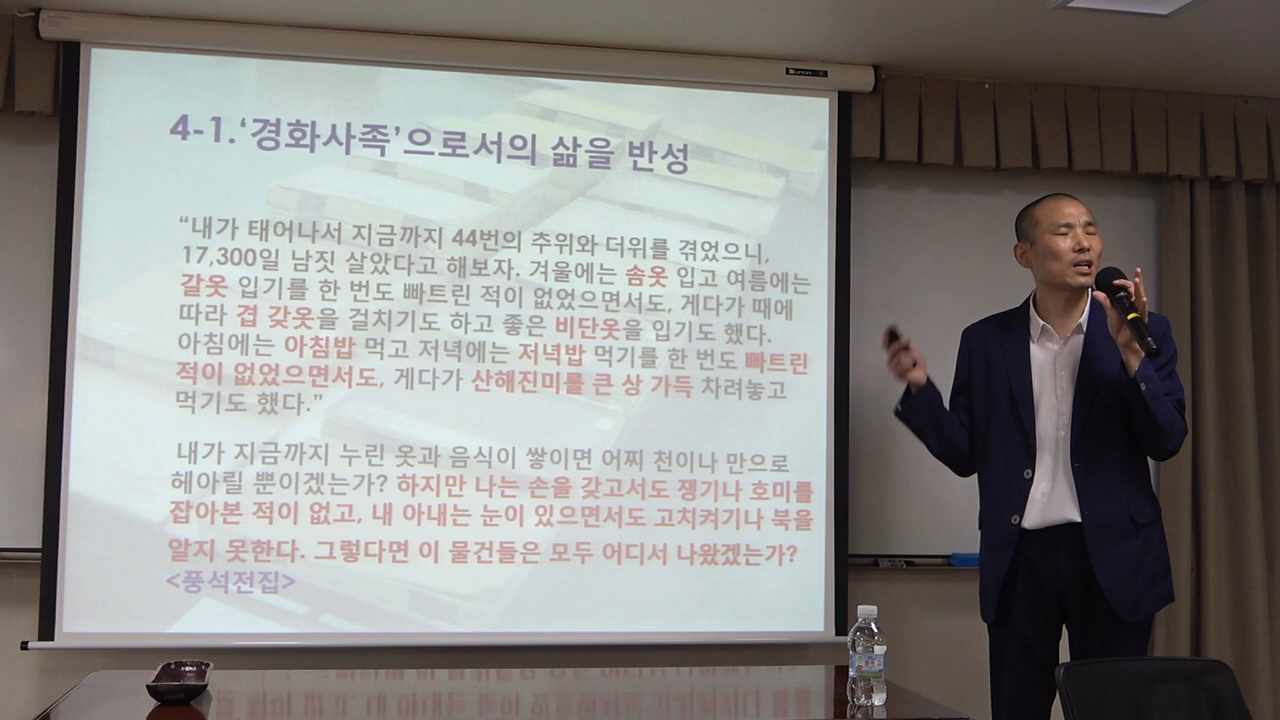 4-1.‘경화사족’으로서의 삶을 반성
“내가 태어나서 지금까지 44번의 추위와 더위를 겪었으니,
17,300일 남짓 살았다고 해보자. 겨울에는 솜옷 입고 여름에는
갈옷 입기를 한 번도 빠트린 적이 없었으면서도, 게다가 때에
따라 겹 갖옷을 걸치기도 하고 좋은 비단옷을 입기도 했다.
아침에는 아침밥 먹고 저녁에는 저녁밥 먹기를 한 번도 빠트린
적이 없었으면서도, 게다가 산해진미를 큰 상 가득 차려놓고
먹기도 했다.”
내가 지금까지 누린 옷과 음식이 쌓이면 어찌 천이나 만으로
헤아릴 뿐이겠는가? 하지만 나는 손을 갖고서도 쟁기나 호미를
잡아본 적이 없고, 내 아내는 눈이 있으면서도 고치켜기나 북을
알지 못한다. 그렇다면 이 물건들은 모두 어디서 나왔겠는가?
<풍석전집>